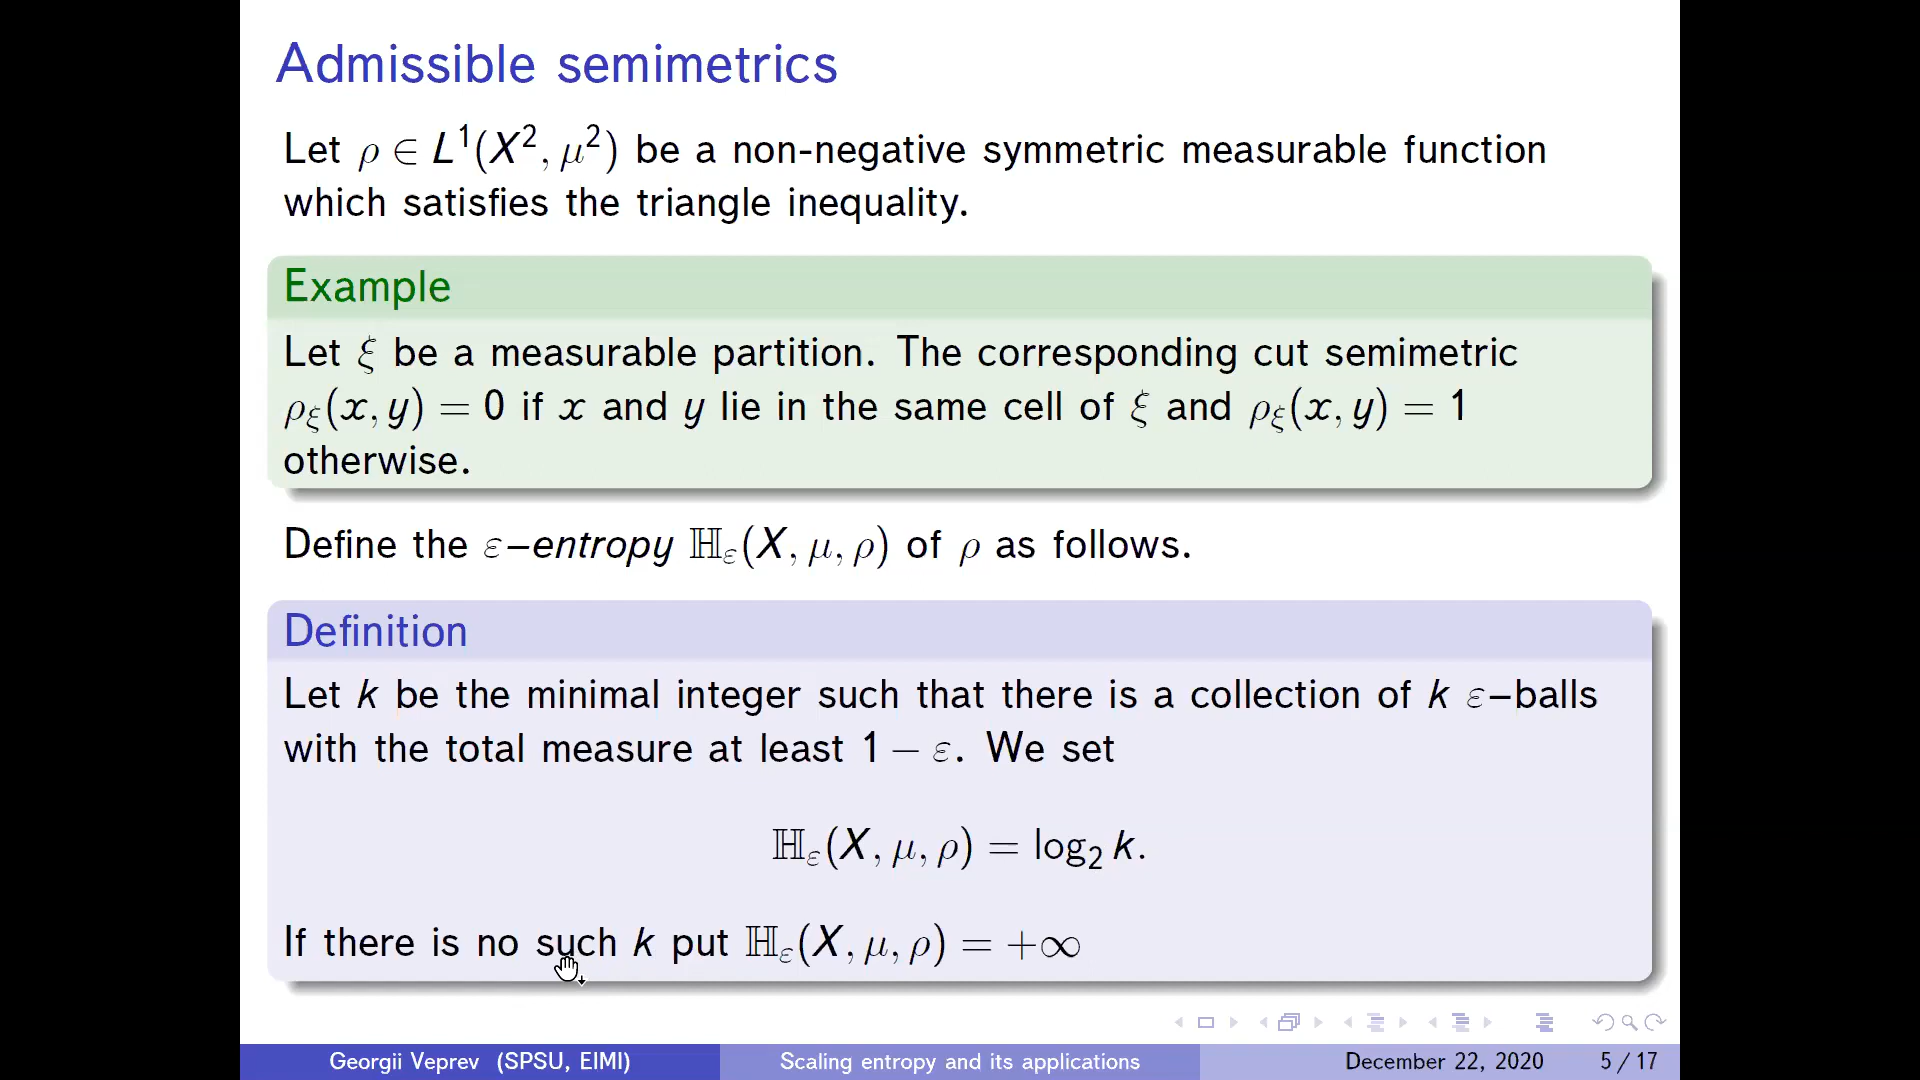 Admissible semimetrics
Let ρ ∈ L¹(X², μ²) be a non-negative symmetric measurable function
which satisfies the triangle inequality.
Example
Let ξ be a measurable partition. The corresponding cut semimetric
ρ_ξ(x, y) = 0 if x and y lie in the same cell of ξ and ρ_ξ(x, y) = 1
otherwise.
Define the ε–entropy ℍ_ε(X, μ, ρ) of ρ as follows.
Definition
Let k be the minimal integer such that there is a collection of k ε–balls
with the total measure at least 1 − ε. We set
ℍ_ε(X, μ, ρ) = log₂ k.
If there is no such k put ℍ_ε(X, μ, ρ) = +∞
Georgii Veprev (SPSU, EIMI) Scaling entropy and its applications December 22, 2020 5 / 17